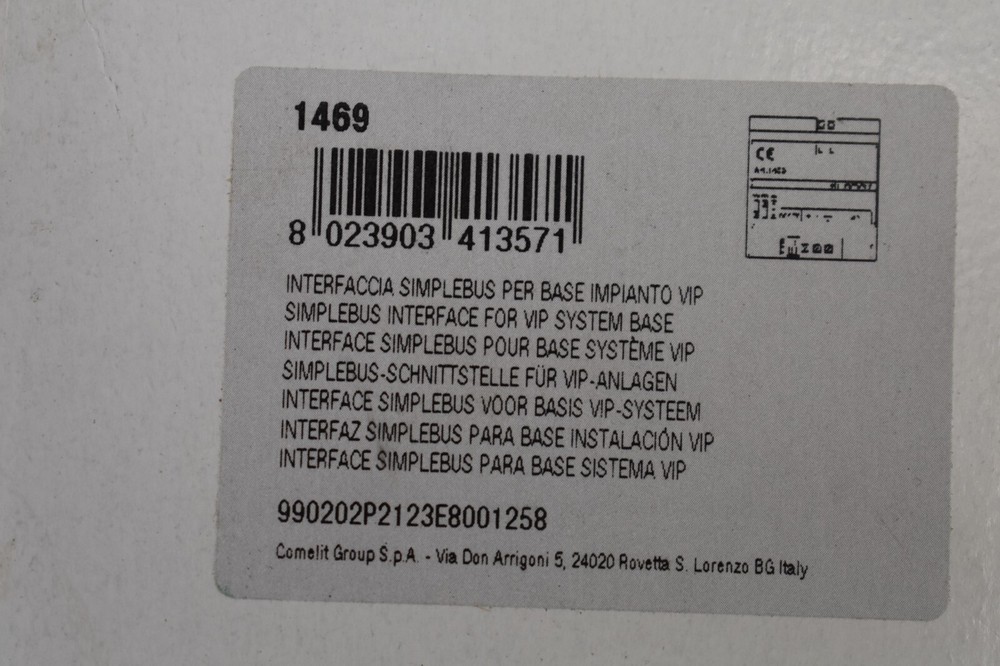 1469
8 023903 413571
CE
INTERFACCIA SIMPLEBUS PER BASE IMPIANTO VIP
SIMPLEBUS INTERFACE FOR VIP SYSTEM BASE
INTERFACE SIMPLEBUS POUR BASE SYSTÈME VIP
SIMPLEBUS-SCHNITTSTELLE FÜR VIP-ANLAGEN
INTERFACE SIMPLEBUS VOOR BASIS VIP-SYSTEEM
INTERFAZ SIMPLEBUS PARA BASE INSTALACIÓN VIP
INTERFACE SIMPLEBUS PARA BASE SISTEMA VIP
990202P2123E8001258
Comelit Group S.p.A. - Via Don Arrigoni 5, 24020 Rovetta S. Lorenzo BG Italy